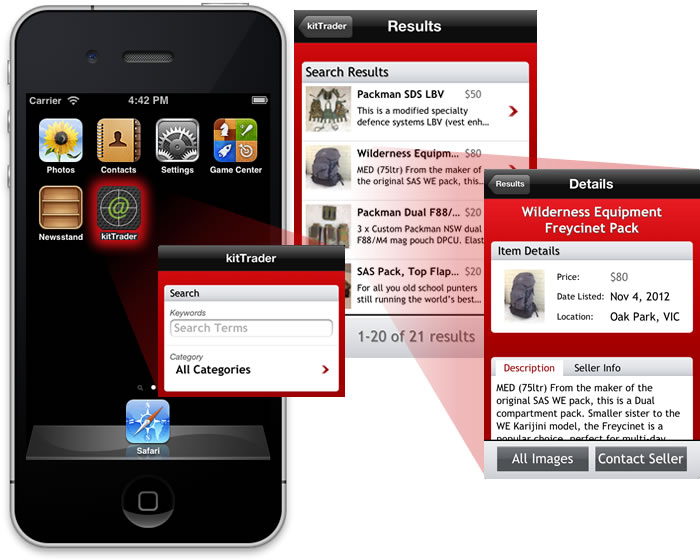 Carrier
4:42 PM
Photos
Contacts
Settings
Game Center
Newsstand
kitTrader
Safari
kitTrader
Search
Keywords
Search Terms
Category
All Categories
kitTrader
Results
Search Results
Packman SDS LBV $50
This is a modified specialty
defence systems LBV (vest enh...
Wilderness Equipm... $80
MED (75ltr) From the maker of
the original SAS WE pack, this...
Packman Dual F88/... $20
3 x Custom Packman NSW dual
F88/M4 mag pouch DPCU. Elast
SAS Pack, Top Flap... $20
For all you old school punters
still running the world's best...
1-20 of 21 results
Results
Details
Wilderness Equipment
Freycinet Pack
Item Details
Price: $80
Date Listed: Nov 4, 2012
Location: Oak Park, VIC
Description
Seller Info
MED (75ltr) From the maker of the
original SAS WE pack, this is a Dual
compartment pack. Smaller sister to the
WE Karijini model, the Freycinet is a
popular choice, perfect for multi-day
All Images
Contact Seller